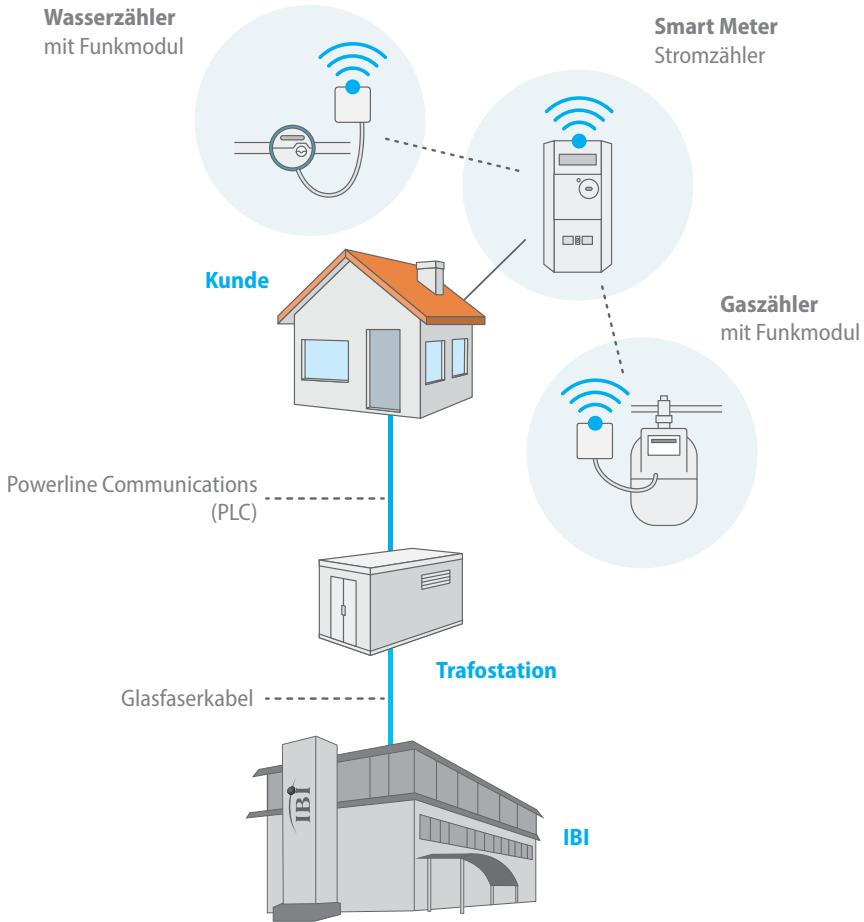 Wasserzähler
mit Funkmodul
Smart Meter
Stromzähler
Kunde
Gaszähler
mit Funkmodul
Powerline Communications
(PLC)
Trafostation
Glasfaserkabel
IBI
IBI